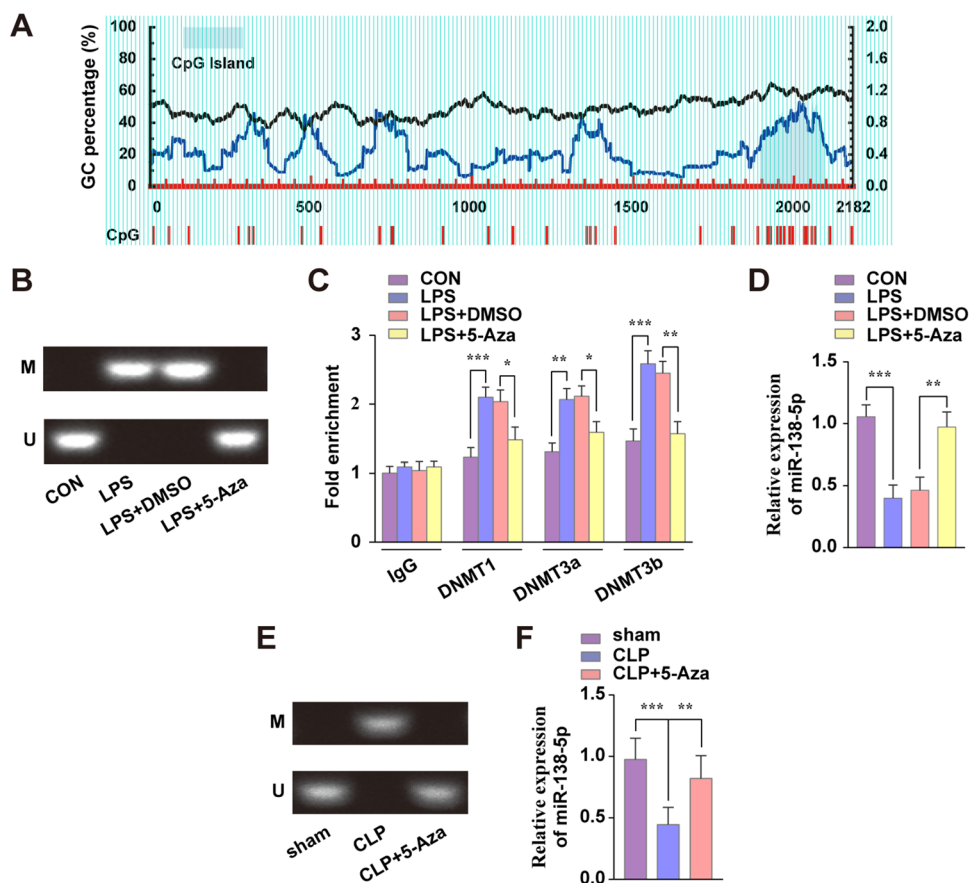 A
GC percentage (%)
100
80
60
40
20
0
CpG Island
2.0
1.6
1.2
0.8
0.4
0.0
0 500 1000 1500 2000 2182
CpG
B
M
U
CON LPS LPS+DMSO LPS+5-Aza
C
CON
LPS
LPS+DMSO
LPS+5-Aza
Fold enrichment
3
2
1
0
*** * ** * *** **
IgG DNMT1 DNMT3a DNMT3b
D
CON
LPS
LPS+DMSO
LPS+5-Aza
Relative expression
of miR-138-5p
1.5
1.0
0.5
0.0
*** **
E
M
U
sham CLP CLP+5-Aza
F
sham
CLP
CLP+5-Aza
Relative expression
of miR-138-5p
1.5
1.0
0.5
0.0
*** **